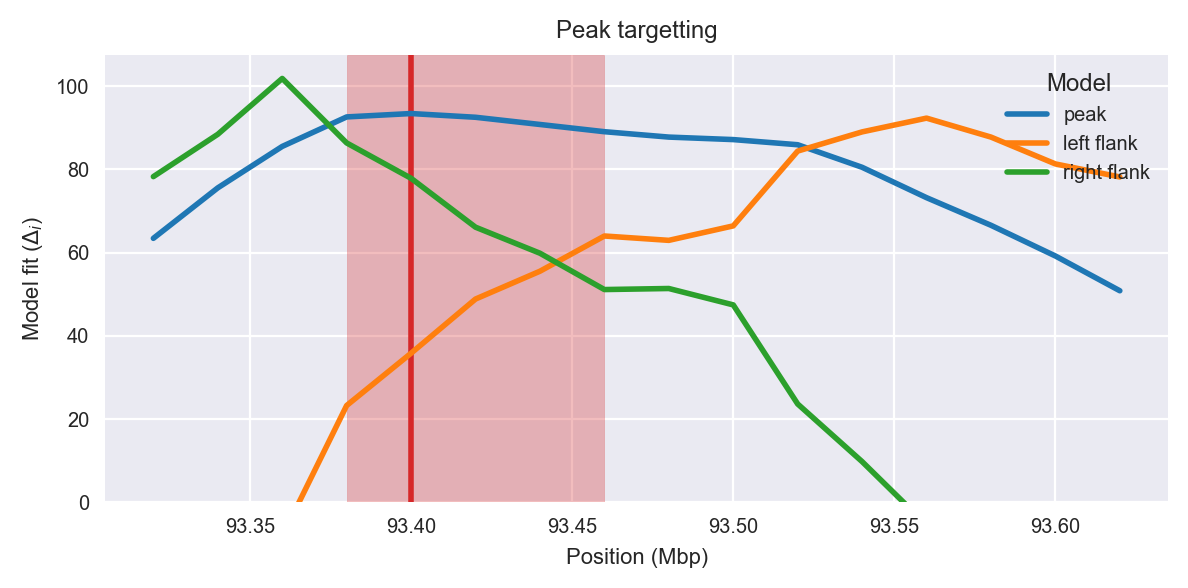 Peak targetting
Model fit (Δi)
100
80
60
40
20
0
Model
peak
left flank
right flank
93.35 93.40 93.45 93.50 93.55 93.60
Position (Mbp)